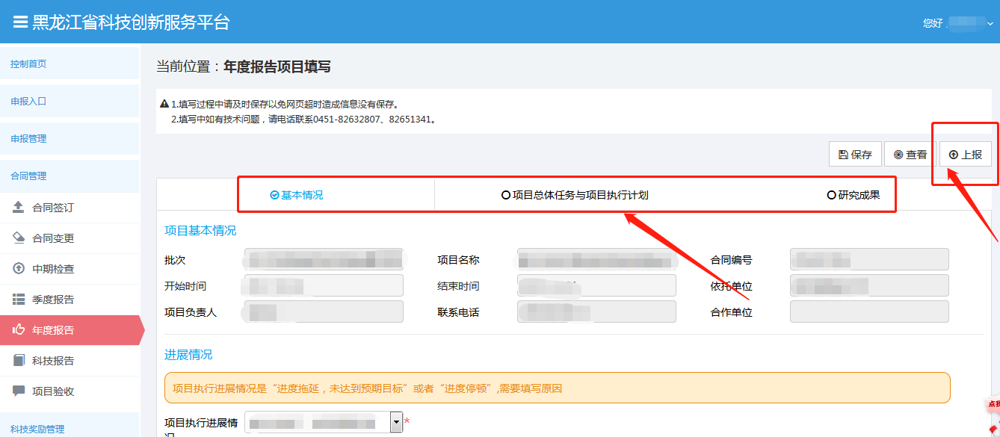 黑龙江省科技创新服务平台
您好
控制首页
申报入口
申报管理
合同管理
合同签订
合同变更
中期检查
季度报告
年度报告
科技报告
项目验收
科技奖励管理
当前位置：年度报告项目填写
1.填写过程中请及时保存以免网页超时造成信息没有保存。
2.填写中如有技术问题，请电话联系0451-82632807、82651341。
保存 查看 上报
基本情况 项目总体任务与项目执行计划 研究成果
项目基本情况
批次 项目名称 合同编号
开始时间 结束时间 依托单位
项目负责人 联系电话 合作单位
进展情况
项目执行进展情况是“进度拖延，未达到预期目标”或者“进度停顿”,需要填写原因
项目执行进展情 *
点我